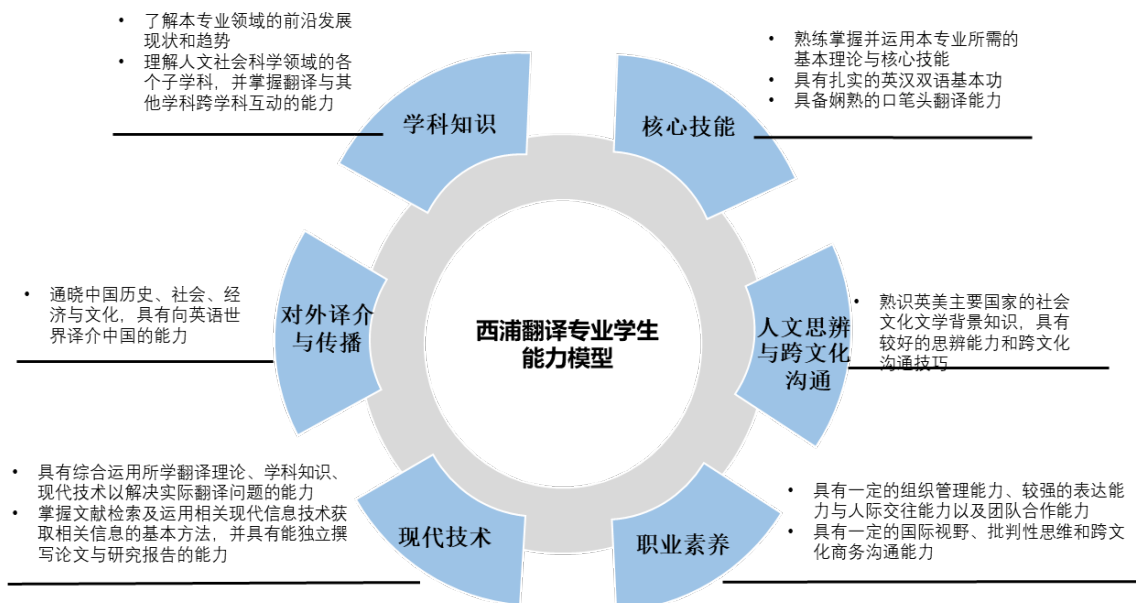 • 了解本专业领域的前沿发展
现状和趋势
• 理解人文社会科学领域的各
个子学科，并掌握翻译与其
他学科跨学科互动的能力
学科知识
• 熟练掌握并运用本专业所需的
基本理论与核心技能
• 具有扎实的英汉双语基本功
• 具备娴熟的口笔头翻译能力
核心技能
• 通晓中国历史、社会、经
济与文化，具有向英语世
界译介中国的能力
对外译介
与传播
西浦翻译专业学生
能力模型
人文思辨
与跨文化
沟通
• 熟识英美主要国家的社会
文化文学背景知识，具有
较好的思辨能力和跨文化
沟通技巧
• 具有综合运用所学翻译理论、学科知识、
现代技术以解决实际翻译问题的能力
• 掌握文献检索及运用相关现代信息技术获
取相关信息的基本方法，并具有能独立撰
写论文与研究报告的能力
现代技术
职业素养
• 具有一定的组织管理能力、较强的表达能
力与人际交往能力以及团队合作能力
• 具有一定的国际视野、批判性思维和跨文
化商务沟通能力